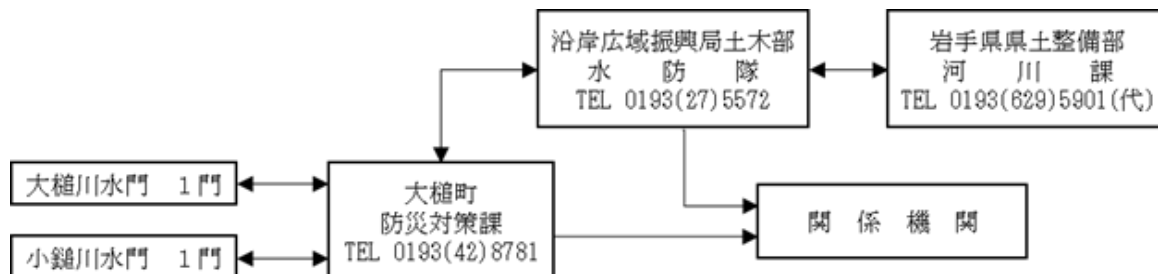 沿岸広域振興局土木部
水　防　隊
TEL 0193(27)5572
岩手県県土整備部
河　川　課
TEL 0193(629)5901(代)
大槌川水門　1門
大槌町
防災対策課
TEL 0193(42)8781
関　係　機　関
小鎚川水門　1門